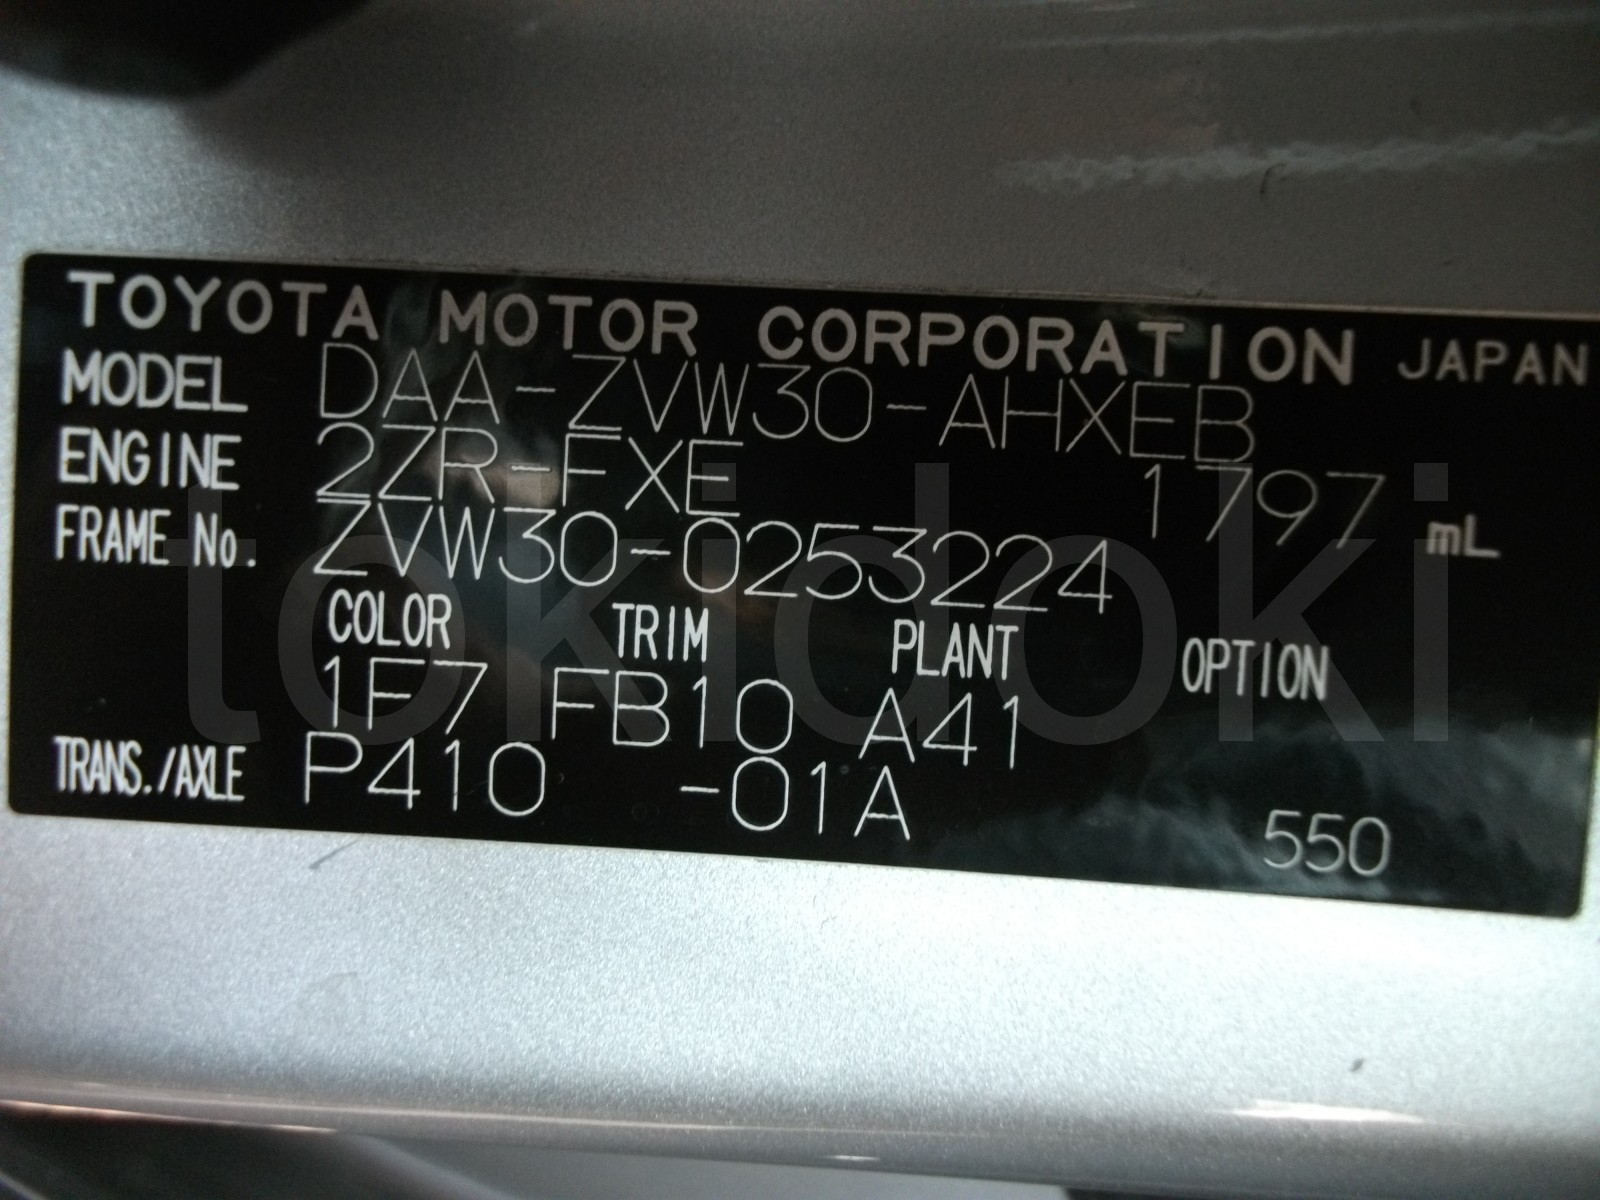 TOYOTA MOTOR CORPORATION JAPAN
MODEL DAA-ZVW30-AHXEB
ENGINE 2ZR-FXE 1797 mL
FRAME No. ZVW30-0253224
COLOR TRIM PLANT OPTION
1F7 FB10 A41
TRANS./AXLE P410 -01A
550
tokidoki